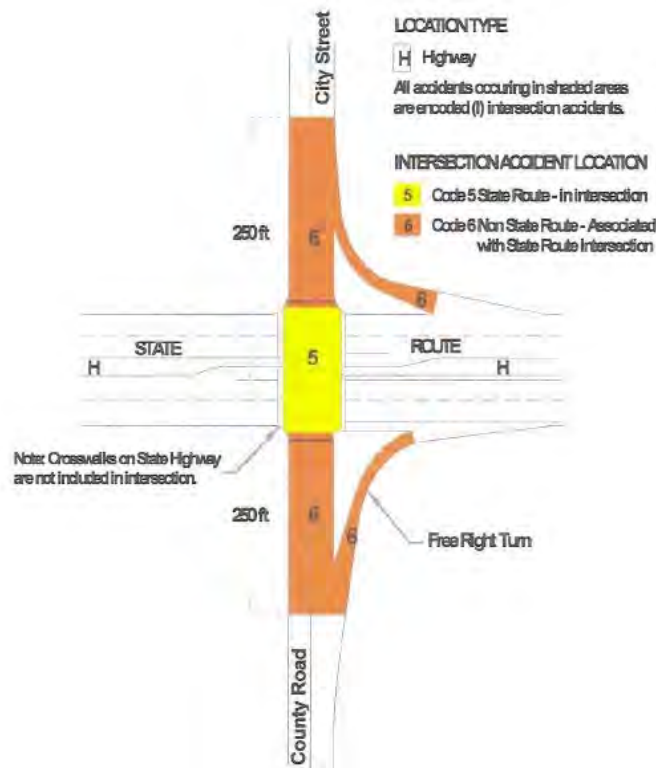 City Street
LOCATION TYPE
H Highway
All accidents occuring in shaded areas
are encoded (I) intersection accidents.
INTERSECTION ACCIDENT LOCATION
5 Code 5 State Route - in intersection
6 Code 6 Non State Route - Associated
with State Route Intersection
250 ft
6
6
STATE
ROUTE
5
H
H
Note: Crosswalks on State Highway
are not included in intersection.
250 ft
6
6
Free Right Turn
County Road